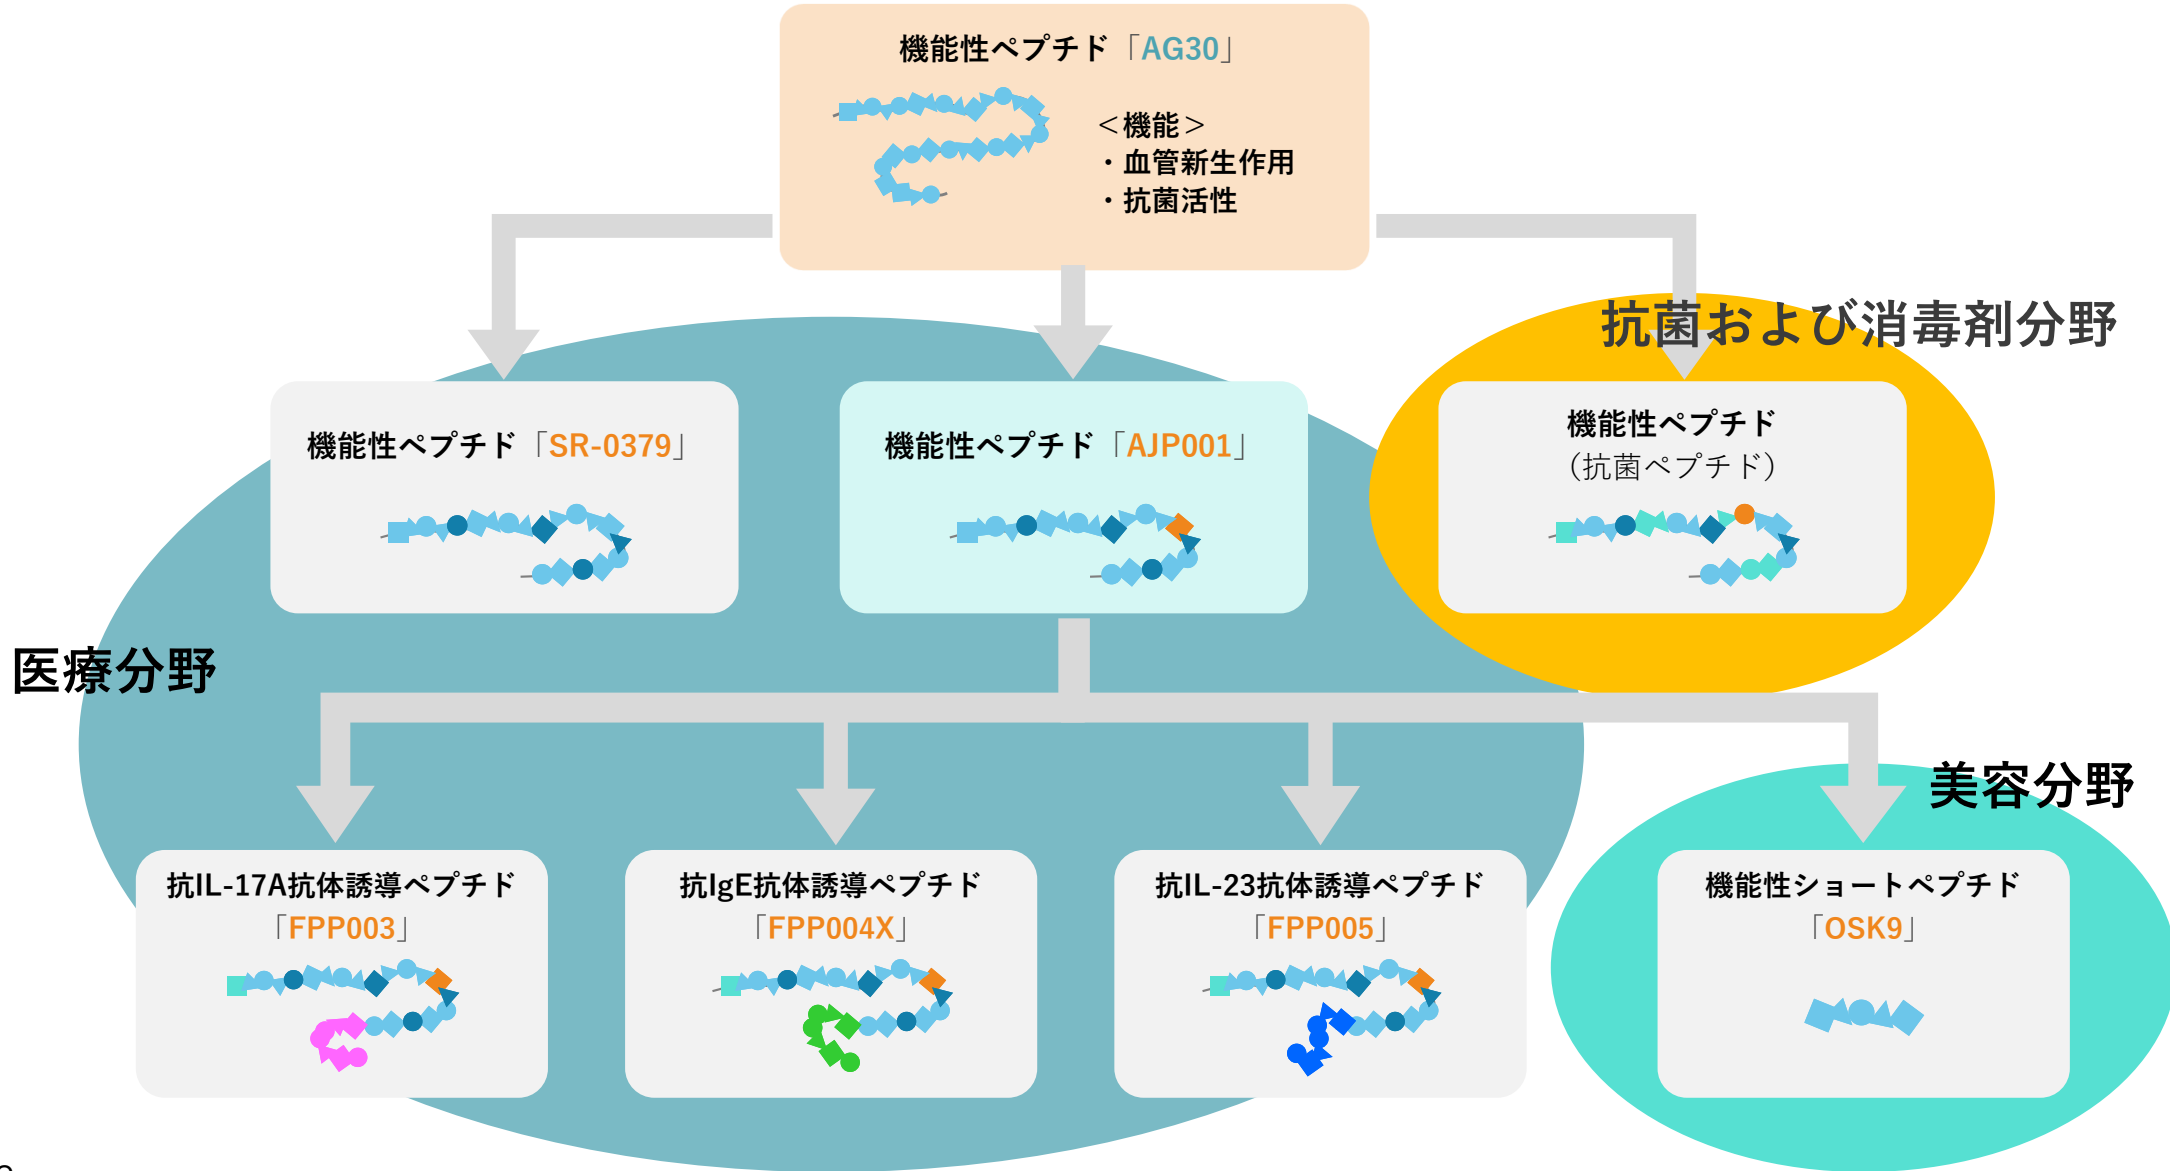 機能性ペプチド「AG30」
＜機能＞
・血管新生作用
・抗菌活性
抗菌および消毒剤分野
機能性ペプチド「SR-0379」
機能性ペプチド「AJP001」
機能性ペプチド
（抗菌ペプチド）
医療分野
美容分野
抗IL-17A抗体誘導ペプチド
「FPP003」
抗IgE抗体誘導ペプチド
「FPP004X」
抗IL-23抗体誘導ペプチド
「FPP005」
機能性ショートペプチド
「OSK9」